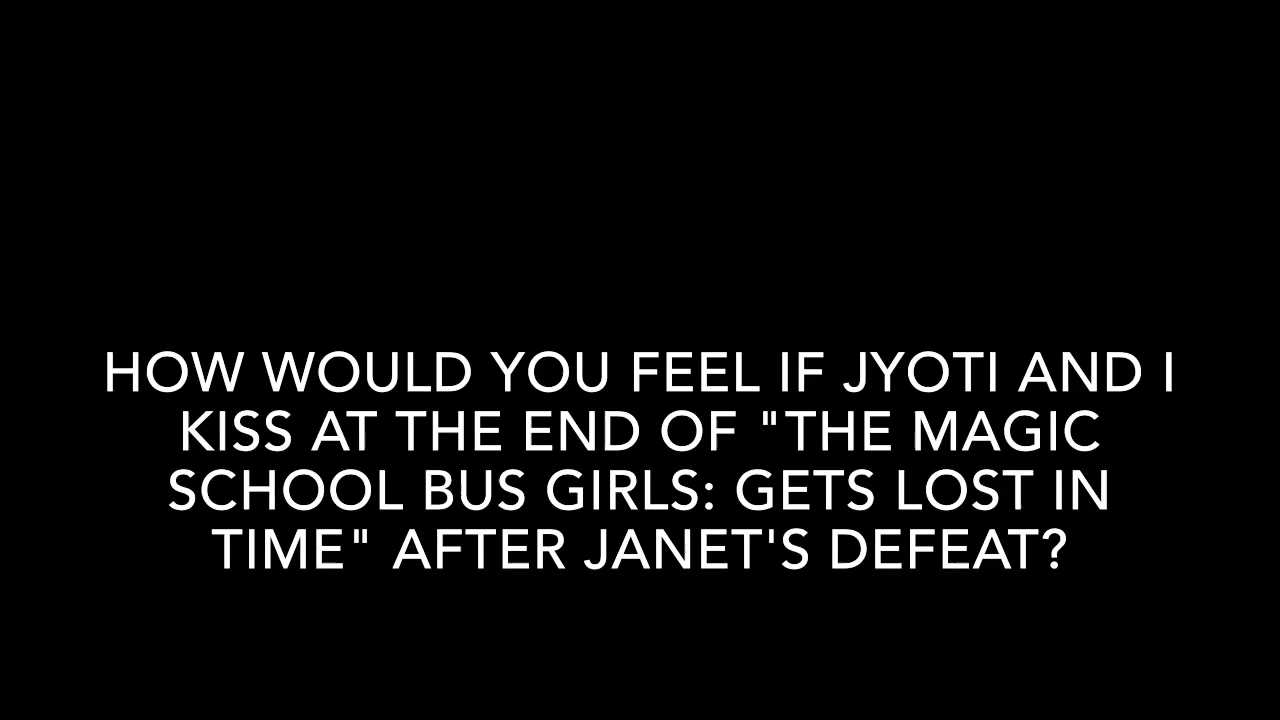 HOW WOULD YOU FEEL IF JYOTI AND I
KISS AT THE END OF "THE MAGIC
SCHOOL BUS GIRLS: GETS LOST IN
TIME" AFTER JANET'S DEFEAT?